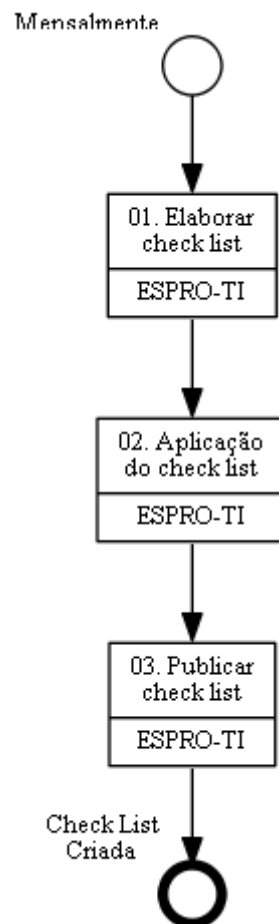 Mensalmente
01. Elaborar
check list
ESPRO-TI
02. Aplicação
do check list
ESPRO-TI
03. Publicar
check list
ESPRO-TI
Check List
Criada